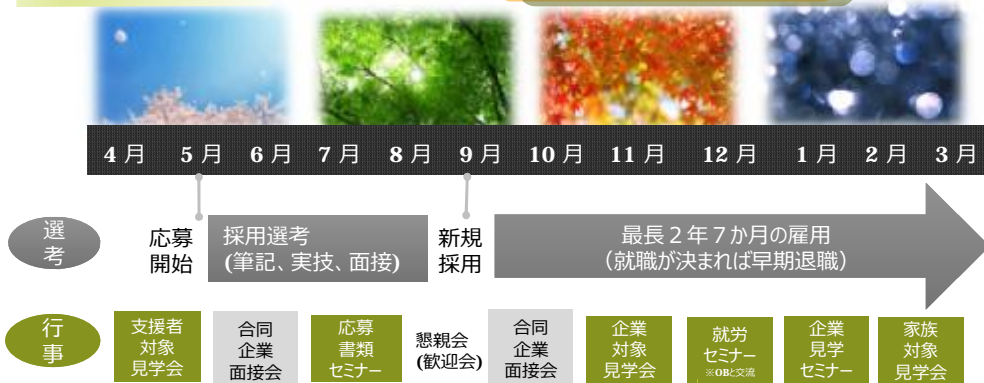 4月 5月 6月 7月 8月 9月 10月 11月 12月 1月 2月 3月
選
考
応募
開始
採用選考
(筆記、実技、面接)
新規
採用
最長2年7か月の雇用
(就職が決まれば早期退職)
行
事
支援者
対象
見学会
合同
企業
面接会
応募
書類
セミナー
懇親会
(歓迎会)
合同
企業
面接会
企業
対象
見学会
就労
セミナー
※OBと交流
企業
見学
セミナー
家族
対象
見学会